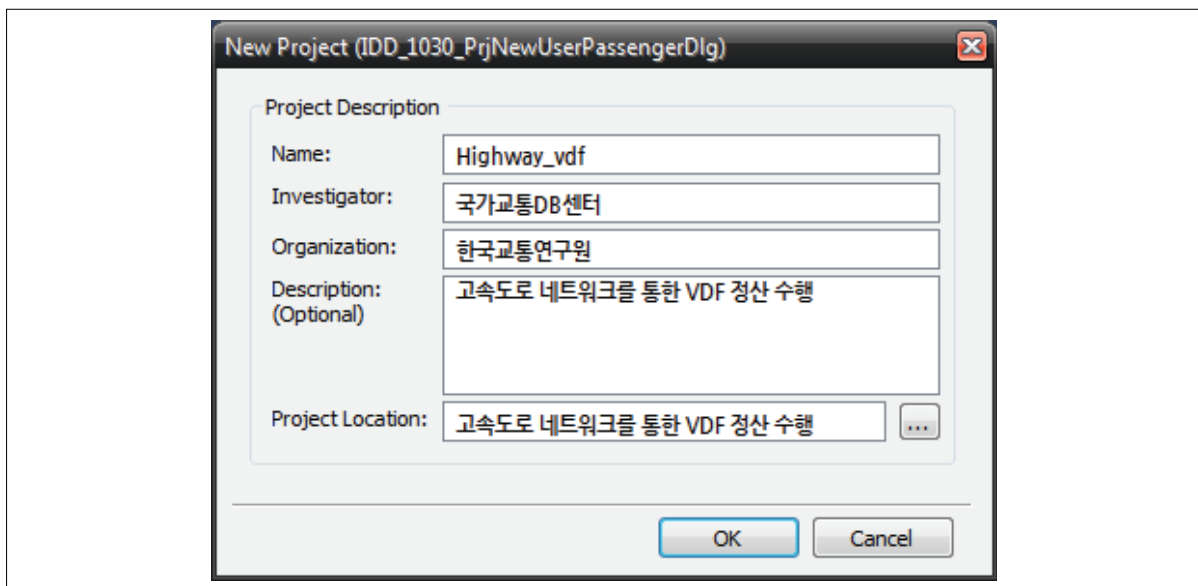 New Project (IDD_1030_PrjNewUserPassengerDlg)
Project Description
Name: Highway_vdf
Investigator: 국가교통DB센터
Organization: 한국교통연구원
Description: 고속도로 네트워크를 통한 VDF 정산 수행
(Optional)
Project Location: 고속도로 네트워크를 통한 VDF 정산 수행 ...
OK Cancel